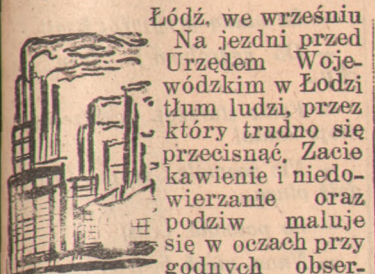 Łódź, we wrześniu
Na jezdni przed
Urzędem Woje-
wódzkim w Łodzi
tłum ludzi, przez
który trudno się
przecisnąć. Zacie
kawienie i niedo-
wierzanie oraz
podziw maluje
się w oczach przy
godnych obser-